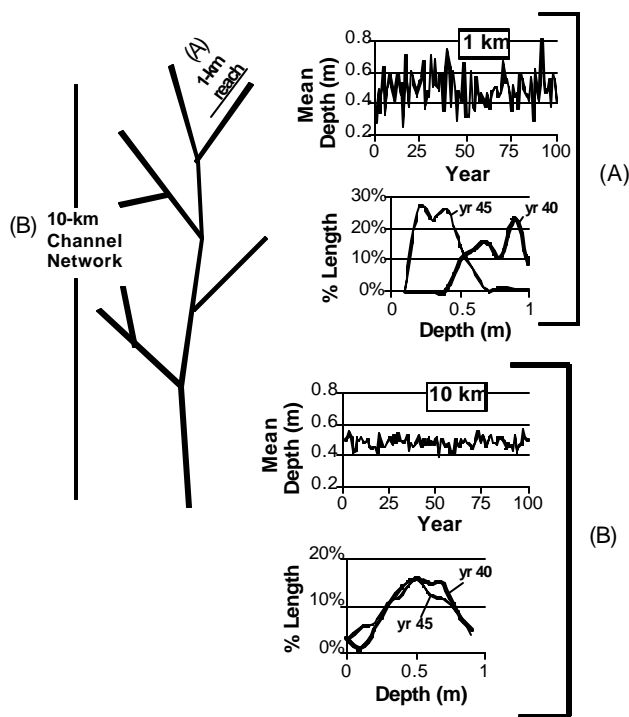 (A)
1-km
reach
(B)
10-km
Channel
Network
1 km
Mean
Depth (m)
0.8
0.6
0.4
0.2
0
25
50
75
100
Year
(A)
% Length
30%
20%
10%
0%
yr 45
yr 40
0
0.5
1
Depth (m)
10 km
Mean
Depth (m)
0.8
0.6
0.4
0.2
0
25
50
75
100
Year
(B)
% Length
20%
10%
0%
yr 40
yr 45
0
0.5
1
Depth (m)